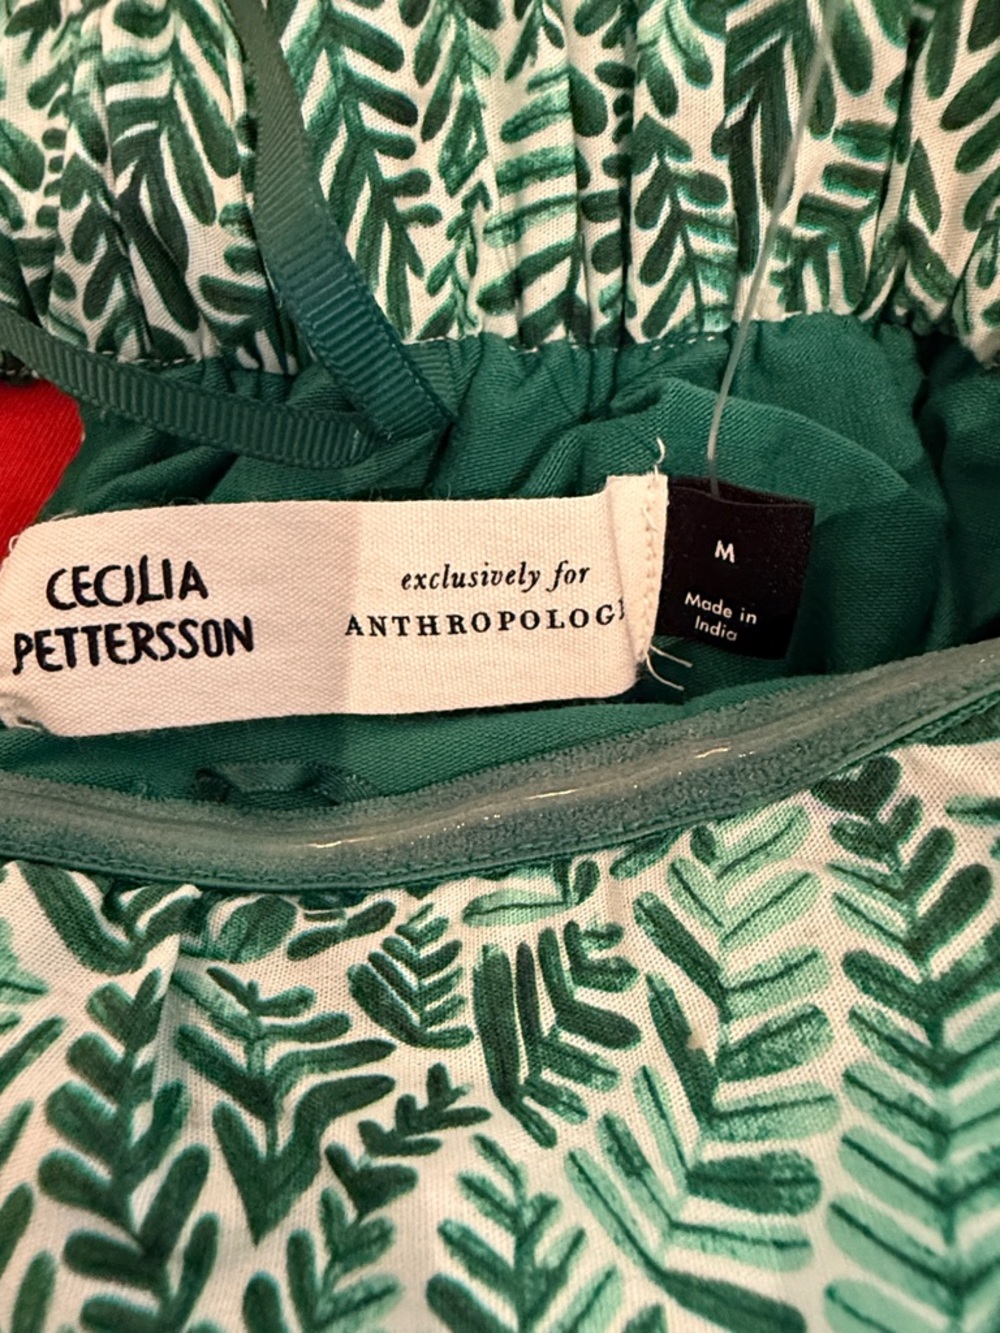 CECILIA
PETTERSSON
exclusively for
ANTHROPOLOGI
M
Made in
India